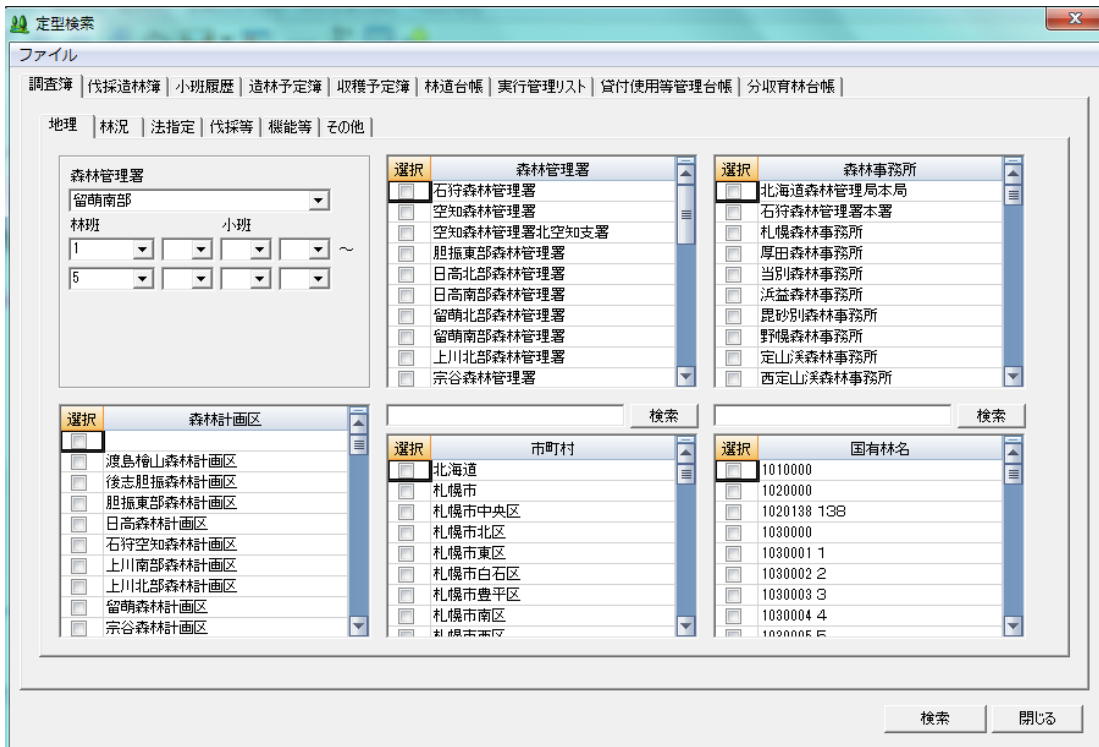 定型検索
ファイル
調査簿 伐採造林簿 小班履歴 造林予定簿 収穫予定簿 林道台帳 実行管理リスト 貸付使用等管理台帳 分収育林台帳
地理 林況 法指定 伐採等 機能等 その他
森林管理署
留萌南部
林班 小班
1 ～
5
選択 森林管理署
石狩森林管理署
空知森林管理署
空知森林管理署北空知支署
胆振東部森林管理署
日高北部森林管理署
日高南部森林管理署
留萌北部森林管理署
留萌南部森林管理署
上川北部森林管理署
宗谷森林管理署
選択 森林事務所
北海道森林管理局本局
石狩森林管理署本署
札幌森林事務所
厚田森林事務所
当別森林事務所
浜益森林事務所
毘砂別森林事務所
野幌森林事務所
定山渓森林事務所
西定山渓森林事務所
選択 森林計画区
渡島檜山森林計画区
後志胆振森林計画区
胆振東部森林計画区
日高森林計画区
石狩空知森林計画区
上川南部森林計画区
上川北部森林計画区
留萌森林計画区
宗谷森林計画区
検索
選択 市町村
北海道
札幌市
札幌市中央区
札幌市北区
札幌市東区
札幌市白石区
札幌市豊平区
札幌市南区
札幌市西区
検索
選択 国有林名
1010000
1020000
1020138 138
1030000
1030001 1
1030002 2
1030003 3
1030004 4
1030005 5
検索 閉じる